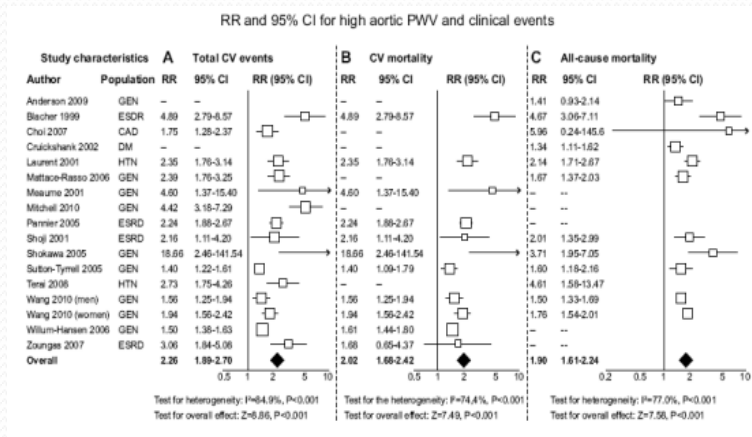 RR and 95% CI for high aortic PWV and clinical events
Study characteristics A Total CV events B CV mortality C All-cause mortality
Author Population RR 95% CI RR (95% CI) RR 95% CI RR (95% CI) RR 95% CI RR (95% CI)
Anderson 2009 GEN – – – – 1.41 0.93-2.14
Blacher 1999 ESDR 4.89 2.79-8.57 4.89 2.79-8.57 4.67 3.06-7.11
Choi 2007 CAD 1.75 1.28-2.37 – – 5.96 0.24-145.6
Cruickshank 2002 DM – – – – 1.34 1.11-1.62
Laurent 2001 HTN 2.35 1.76-3.14 2.35 1.76-3.14 2.14 1.71-2.67
Mattace-Rasso 2006 GEN 2.39 1.76-3.25 – – 1.67 1.37-2.03
Meaume 2001 GEN 4.60 1.37-15.40 4.60 1.37-15.40 – --
Mitchell 2010 GEN 4.42 3.18-7.29 – – – --
Pannier 2005 ESRD 2.24 1.88-2.67 2.24 1.88-2.67 – --
Shoji 2001 ESRD 2.16 1.11-4.20 2.16 1.11-4.20 2.01 1.35-2.99
Shokawa 2005 GEN 18.66 2.46-141.54 18.66 2.46-141.54 3.71 1.95-7.05
Sutton-Tyrrell 2005 GEN 1.40 1.22-1.61 1.40 1.09-1.79 1.60 1.18-2.16
Terai 2008 HTN 2.73 1.75-4.26 – – 4.61 1.58-13.47
Wang 2010 (men) GEN 1.56 1.25-1.94 1.56 1.25-1.94 1.50 1.33-1.69
Wang 2010 (women) GEN 1.94 1.56-2.42 1.94 1.56-2.42 1.76 1.54-2.01
Willum-Hansen 2006 GEN 1.50 1.38-1.63 1.61 1.44-1.80 – --
Zounges 2007 ESRD 3.06 1.84-5.08 1.68 0.65-4.37 – --
Overall 2.26 1.89-2.70 2.02 1.68-2.42 1.90 1.61-2.24
0.5 1 2 5 10 0.5 1 2 5 10 0.2 0.5 1 2 5 10
Test for heterogeneity: I²=84.9%, P<0.001 Test for the heterogeneity: I²=74,4%, P<0.001 Test for heterogeneity: I²=77.0%, P<0.001
Test for overall effect: Z=8.86, P<0.001 Test for overall effect: Z=7.49, P<0.001 Test for overall effect: Z=7.58, P<0.001